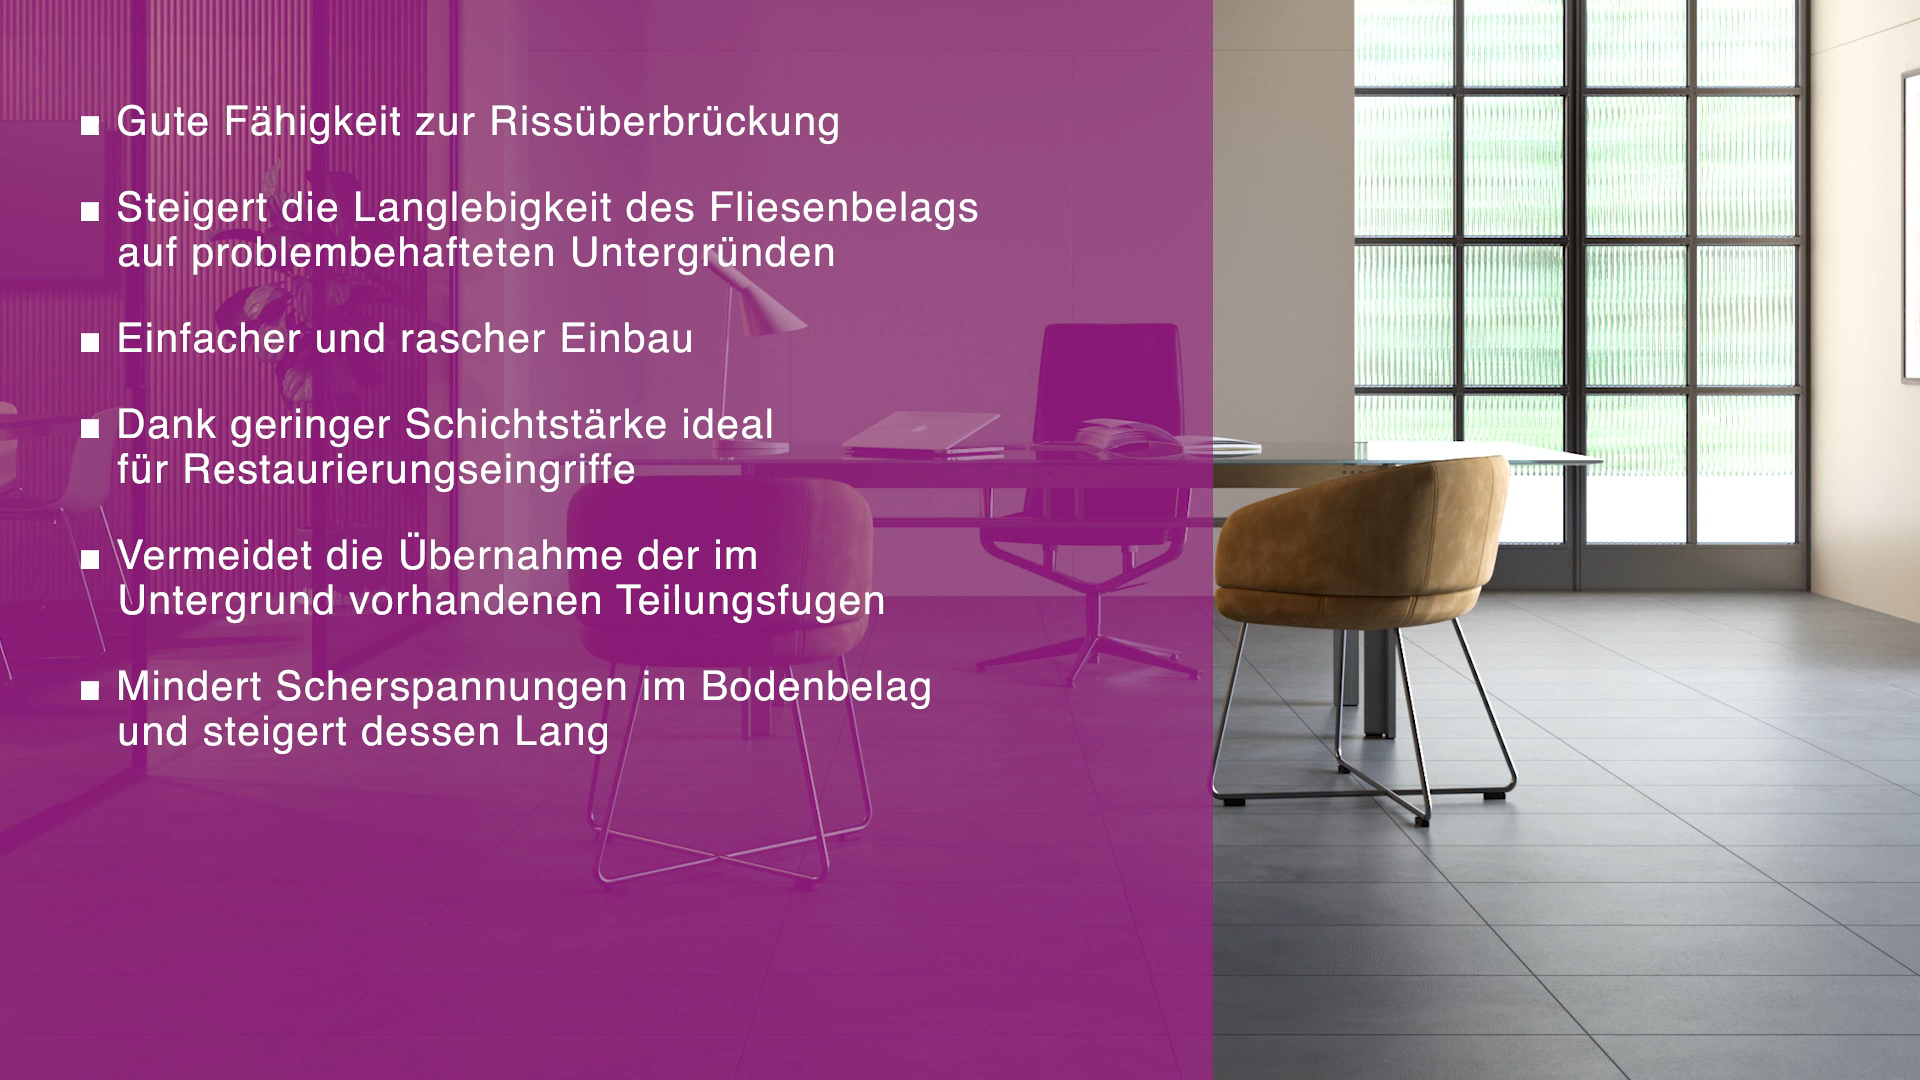 ■ Gute Fähigkeit zur Rissüberbrückung
■ Steigert die Langlebigkeit des Fliesenbelags
auf problembehafteten Untergründen
■ Einfacher und rascher Einbau
■ Dank geringer Schichtstärke ideal
für Restaurierungseingriffe
■ Vermeidet die Übernahme der im
Untergrund vorhandenen Teilungsfugen
■ Mindert Scherspannungen im Bodenbelag
und steigert dessen Lang